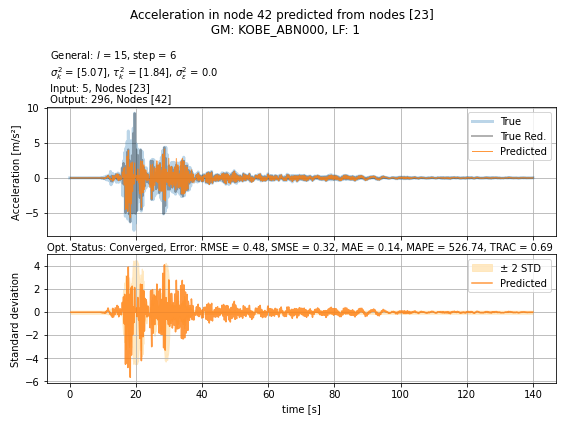 Acceleration in node 42 predicted from nodes [23]
GM: KOBE_ABN000, LF: 1
General: l = 15, step = 6
σ²ₖ = [5.07], τ²ₖ = [1.84], σ²ε = 0.0
Input: 5, Nodes [23]
Output: 296, Nodes [42]
Acceleration [m/s²]
10
5
0
−5
True
True Red.
Predicted
Opt. Status: Converged, Error: RMSE = 0.48, SMSE = 0.32, MAE = 0.14, MAPE = 526.74, TRAC = 0.69
Standard deviation
4
2
0
−2
−4
−6
± 2 STD
Predicted
0 20 40 60 80 100 120 140
time [s]